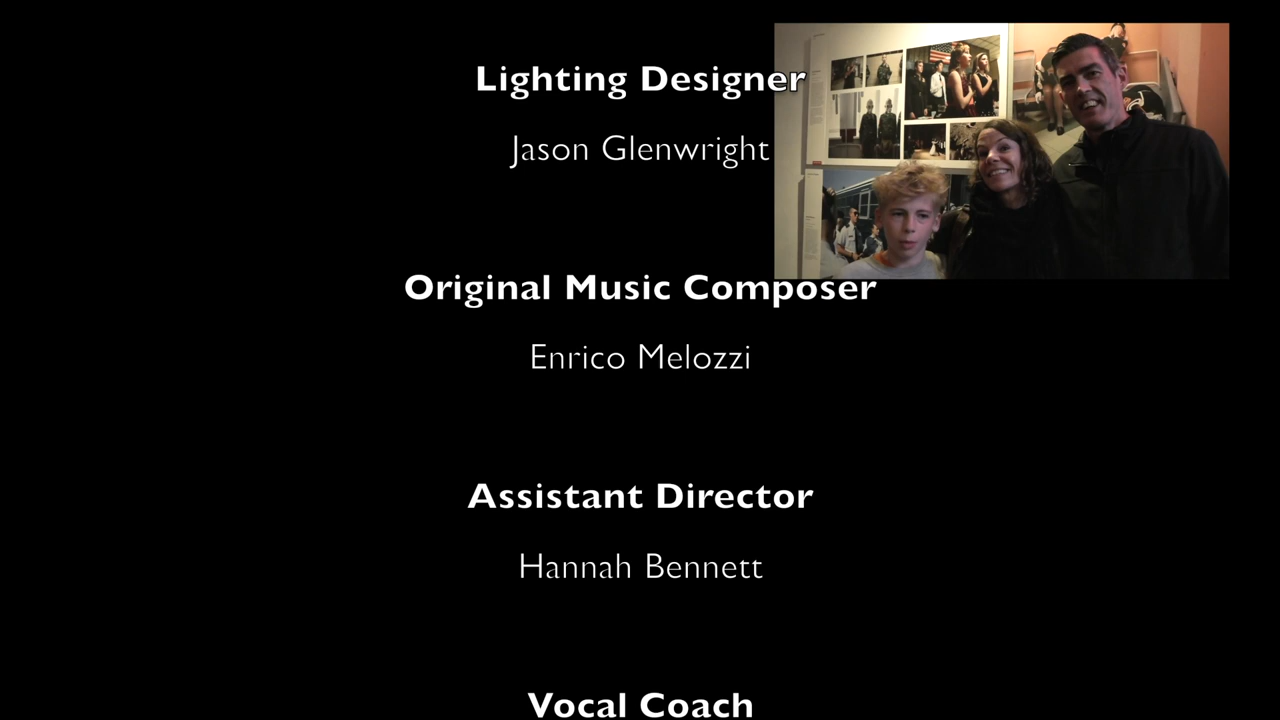 Lighting Designer
Jason Glenwright
Original Music Composer
Enrico Melozzi
Assistant Director
Hannah Bennett
Vocal Coach